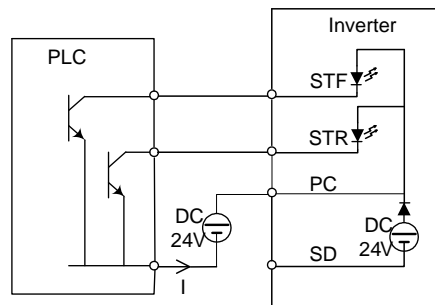 Inverter
PLC
STF
STR
PC
DC
24V
DC
24V
SD
I